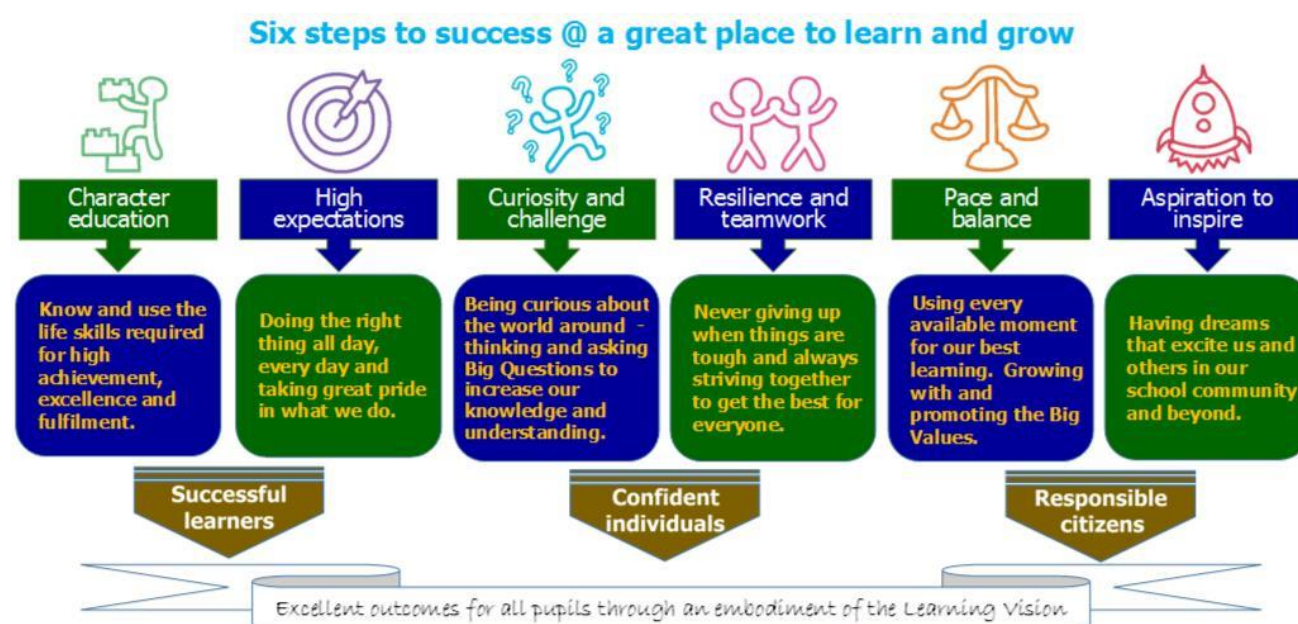 Six steps to success @ a great place to learn and grow
Character
education
High
expectations
Curiosity and
challenge
Resilience and
teamwork
Pace and
balance
Aspiration to
inspire
Know and use the
life skills required
for high
achievement,
excellence and
fulfilment.
Doing the right
thing all day,
every day and
taking great pride
in what we do.
Being curious about
the world around -
thinking and asking
Big Questions to
increase our
knowledge and
understanding.
Never giving up
when things are
tough and always
striving together
to get the best for
everyone.
Using every
available moment
for our best
learning. Growing
with and
promoting the Big
Values.
Having dreams
that excite us and
others in our
school community
and beyond.
Successful
learners
Confident
individuals
Responsible
citizens
Excellent outcomes for all pupils through an embodiment of the Learning Vision